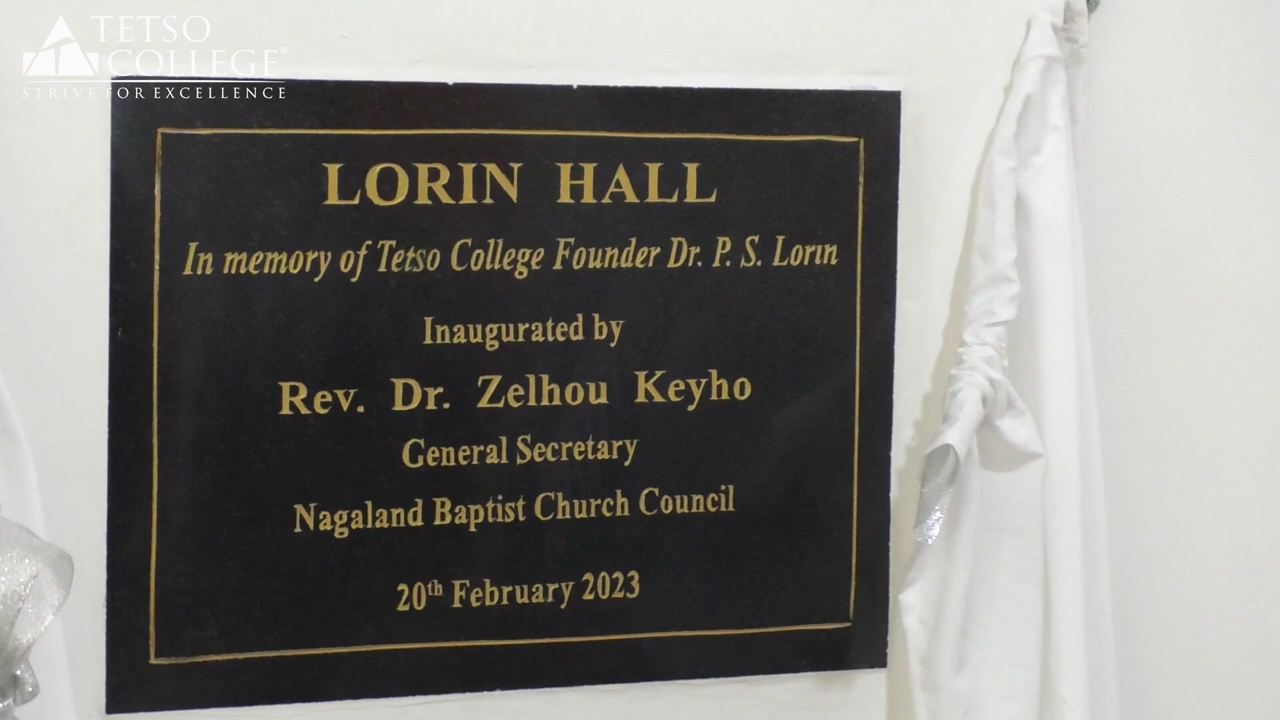 TETSO
COLLEGE®
STRIVE FOR EXCELLENCE
LORIN HALL
In memory of Tetso College Founder Dr. P. S. Lorin
Inaugurated by
Rev. Dr. Zelhou Keyho
General Secretary
Nagaland Baptist Church Council
20th February 2023